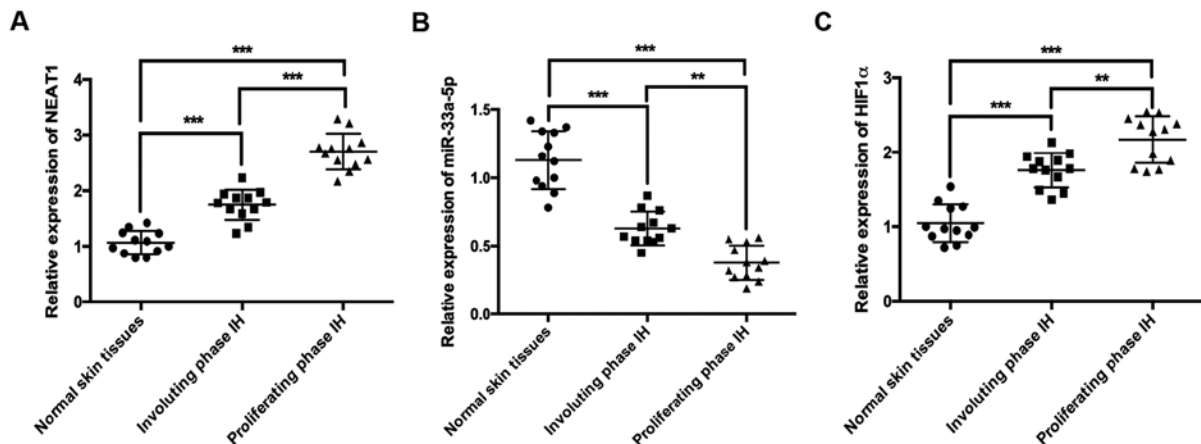 A
Relative expression of NEAT1
4
3
2
1
0
***
***
***
Normal skin tissues
Involuting phase IH
Proliferating phase IH
B
Relative expression of miR-33a-5p
1.5
1.0
0.5
0.0
***
***
**
Normal skin tissues
Involuting phase IH
Proliferating phase IH
C
Relative expression of HIF1α
3
2
1
0
***
***
**
Normal skin tissues
Involuting phase IH
Proliferating phase IH